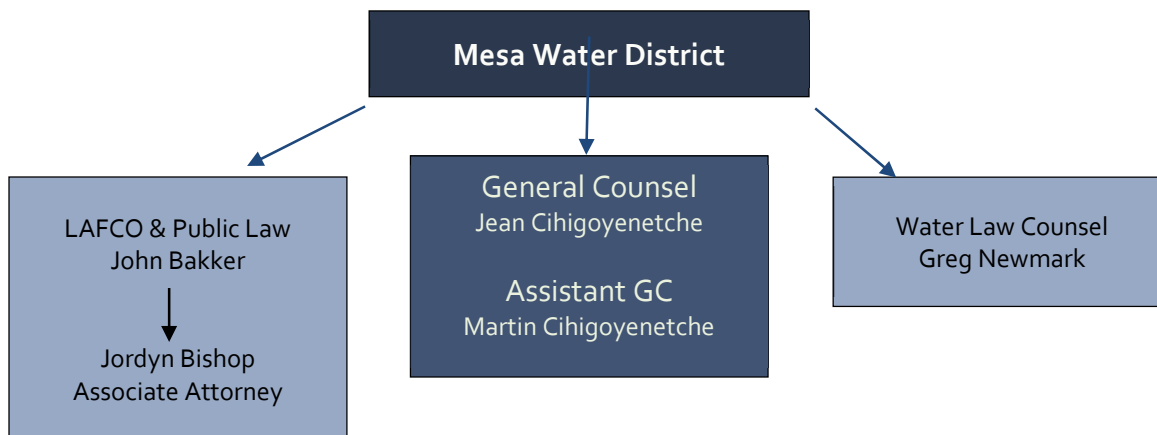 Mesa Water District
LAFCO & Public Law
John Bakker
Jordyn Bishop
Associate Attorney
General Counsel
Jean Cihigoyenetche
Assistant GC
Martin Cihigoyenetche
Water Law Counsel
Greg Newmark